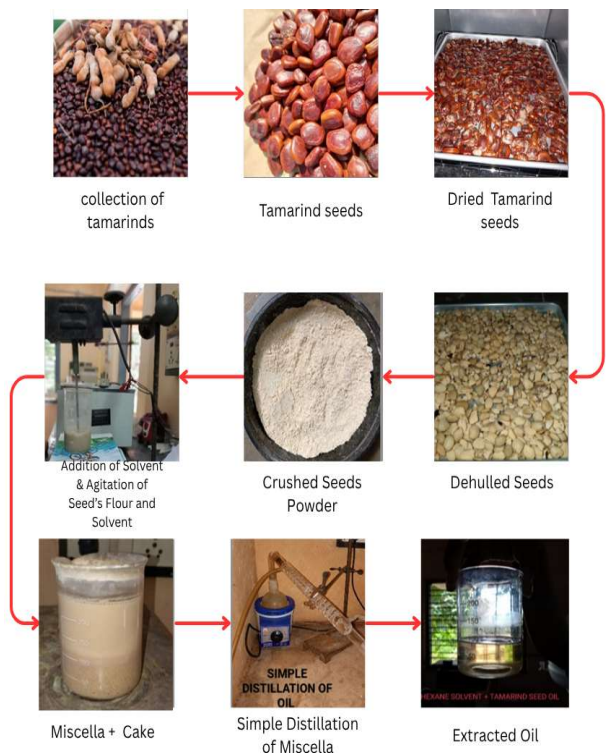 collection of
tamarinds
Tamarind seeds
Dried Tamarind
seeds
Dehulled Seeds
Crushed Seeds
Powder
Addition of Solvent
& Agitation of
Seed's Flour and
Solvent
Miscella + Cake
SIMPLE
DISTILLATION OF
OIL
Simple Distillation
of Miscella
HEXANE SOLVENT + TAMARIND SEED OIL
Extracted Oil